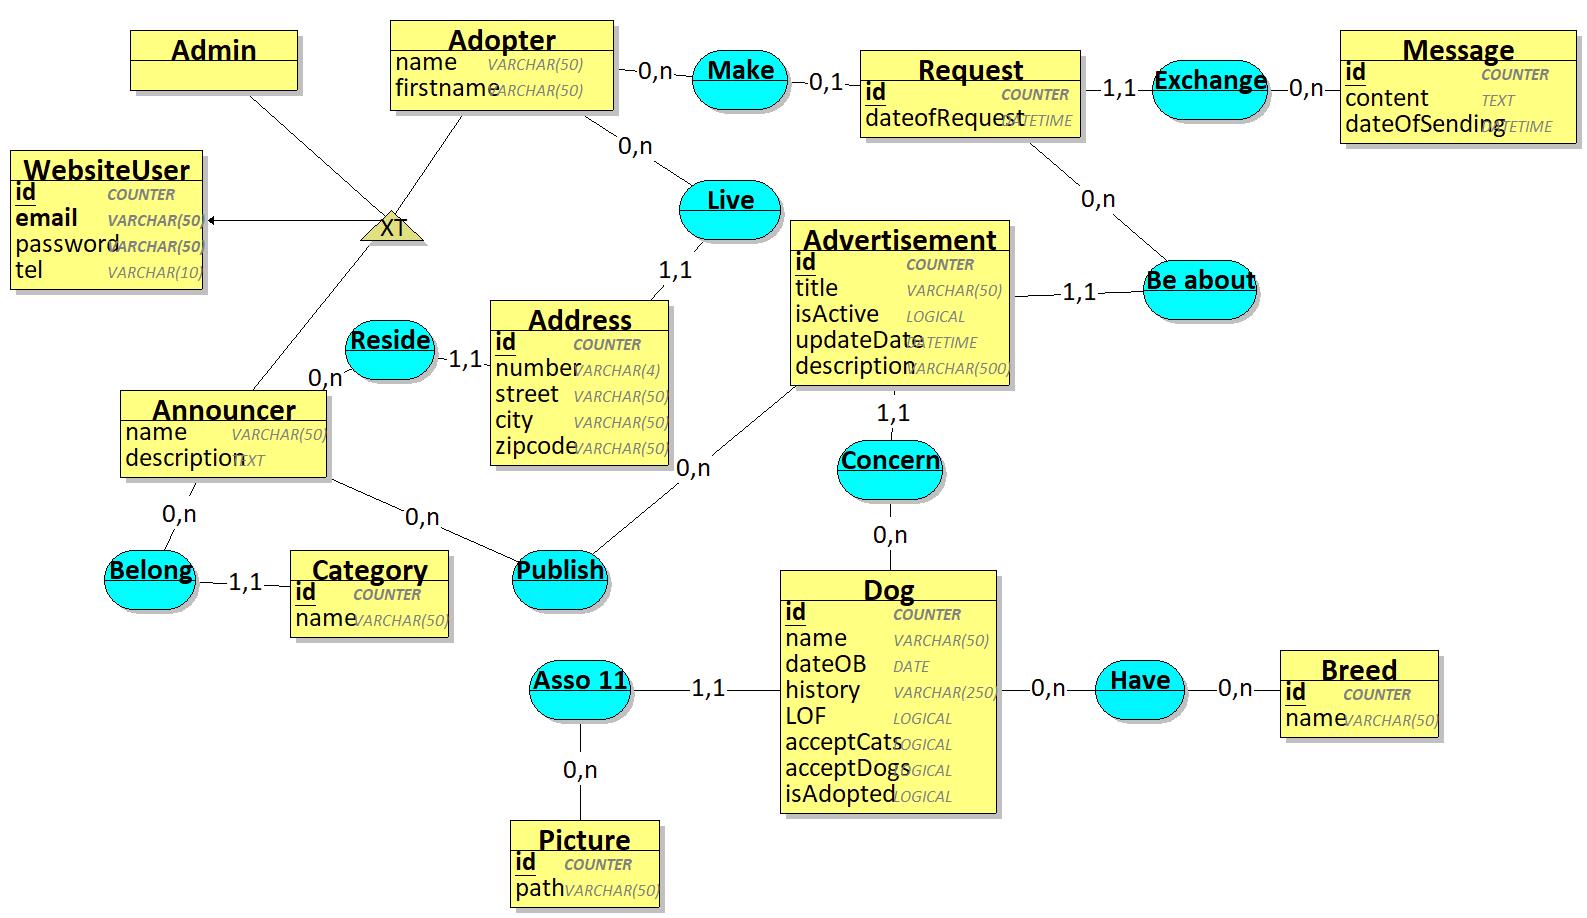 Admin
Adopter
name VARCHAR(50)
firstname VARCHAR(50)
0,n
Make
0,1
Request
id COUNTER
dateofRequest DATETIME
1,1
Exchange
0,n
Message
id COUNTER
content TEXT
dateOfSending DATETIME
WebsiteUser
id COUNTER
email VARCHAR(50)
password VARCHAR(50)
tel VARCHAR(10)
XT
0,n
Live
1,1
0,n
Be about
1,1
Advertisement
id COUNTER
title VARCHAR(50)
isActive LOGICAL
updateDate DATETIME
description VARCHAR(500)
Reside
0,n
1,1
Address
id COUNTER
number VARCHAR(4)
street VARCHAR(50)
city VARCHAR(50)
zipcode VARCHAR(50)
Announcer
name VARCHAR(50)
description TEXT
1,1
Concern
0,n
0,n
0,n
Publish
0,n
Belong
1,1
Category
id COUNTER
name VARCHAR(50)
Dog
id COUNTER
name VARCHAR(50)
dateOB DATE
history VARCHAR(250)
LOF LOGICAL
acceptCats LOGICAL
acceptDogs LOGICAL
isAdopted LOGICAL
Asso 11
1,1
0,n
Have
0,n
Breed
id COUNTER
name VARCHAR(50)
0,n
Picture
id COUNTER
path VARCHAR(50)